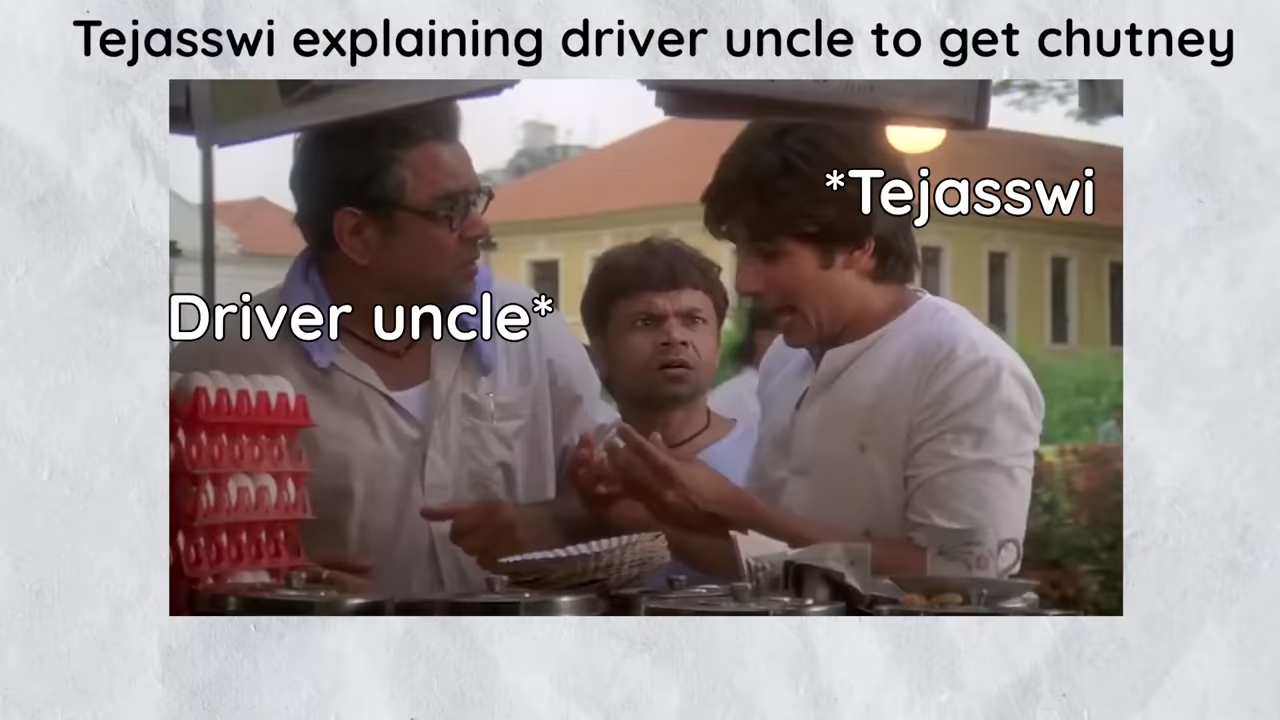 Tejasswi explaining driver uncle to get chutney
*Tejasswi
Driver uncle*